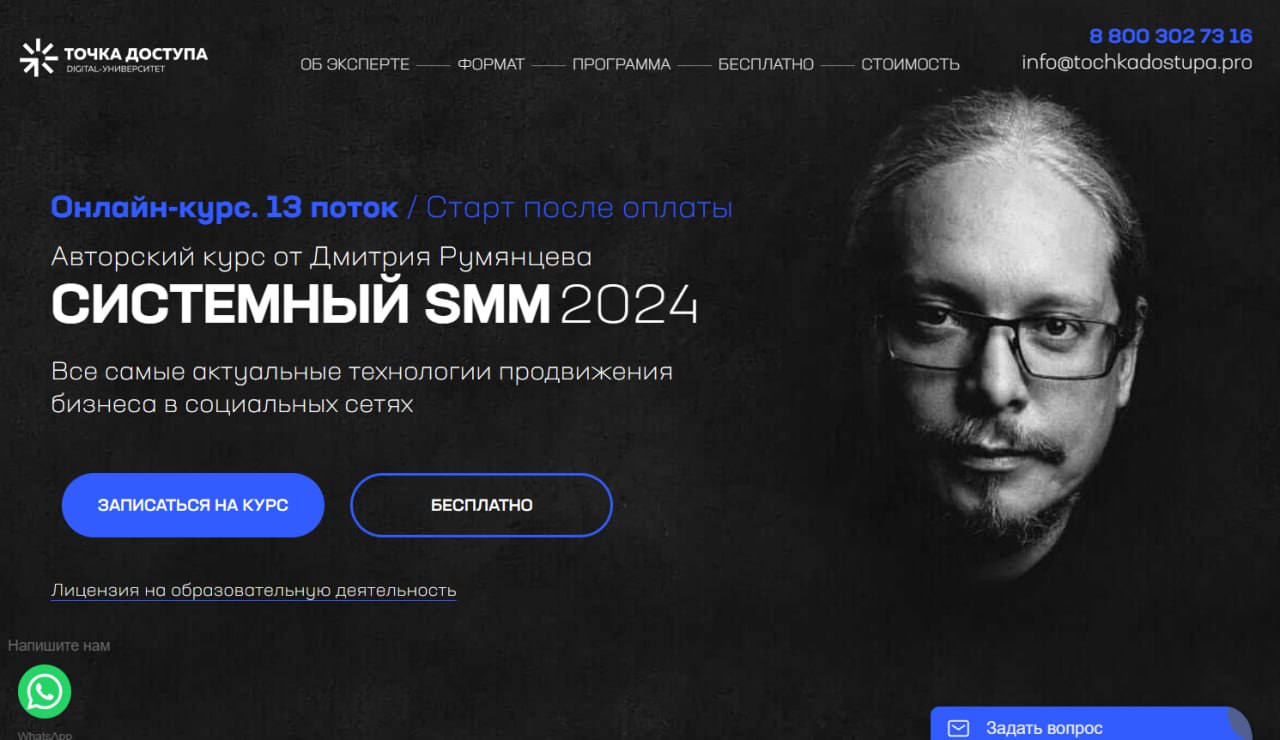 ТОЧКА ДОСТУПА
DIGITAL-УНИВЕРСИТЕТ
ОБ ЭКСПЕРТЕ ФОРМАТ ПРОГРАММА БЕСПЛАТНО СТОИМОСТЬ
8 800 302 73 16
info@tochkadostupa.pro
Онлайн-курс. 13 поток / Старт после оплаты
Авторский курс от Дмитрия Румянцева
СИСТЕМНЫЙ SMM 2024
Все самые актуальные технологии продвижения
бизнеса в социальных сетях
ЗАПИСАТЬСЯ НА КУРС БЕСПЛАТНО
Лицензия на образовательную деятельность
Напишите нам
WhatsApp
Задать вопрос